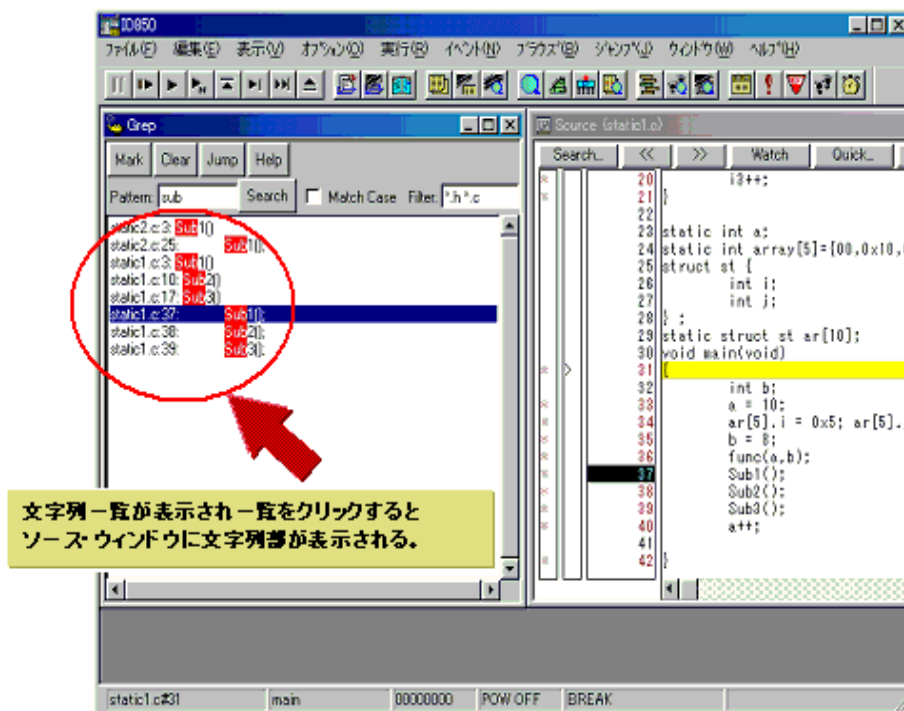 ID850
ファイル(F) 編集(E) 表示(V) オプション(O) 実行(R) イベント(N) ブラウズ(B) ジャンプ(J) ウィンドウ(W) ヘルプ(H)
Grep
Mark Clear Jump Help
Pattern: sub Search Match Case Filter: *.h *.c
static2.c:3: Sub1()
static2.c:25: Sub1();
static1.c:3: Sub1()
static1.c:10: Sub2()
static1.c:17: Sub3()
static1.c:37: Sub1();
static1.c:38: Sub2();
static1.c:39: Sub3();
文字列一覧が表示され一覧をクリックすると
ソース・ウィンドウに文字列部が表示される。
Source (static1.c)
Search... << >> Watch Quick...
20 i3++;
21 }
22
23 static int a;
24 static int array[5]={00,0x10,
25 struct st {
26 int i;
27 int j;
28 } ;
29 static struct st ar[10];
30 void main(void)
31 {
32 int b;
33 a = 10;
34 ar[5].i = 0x5; ar[5].
35 b = 8;
36 func(a,b);
37 Sub1();
38 Sub2();
39 Sub3();
40 a++;
41
42 }
static1.c#31 main 00000000 POW OFF BREAK